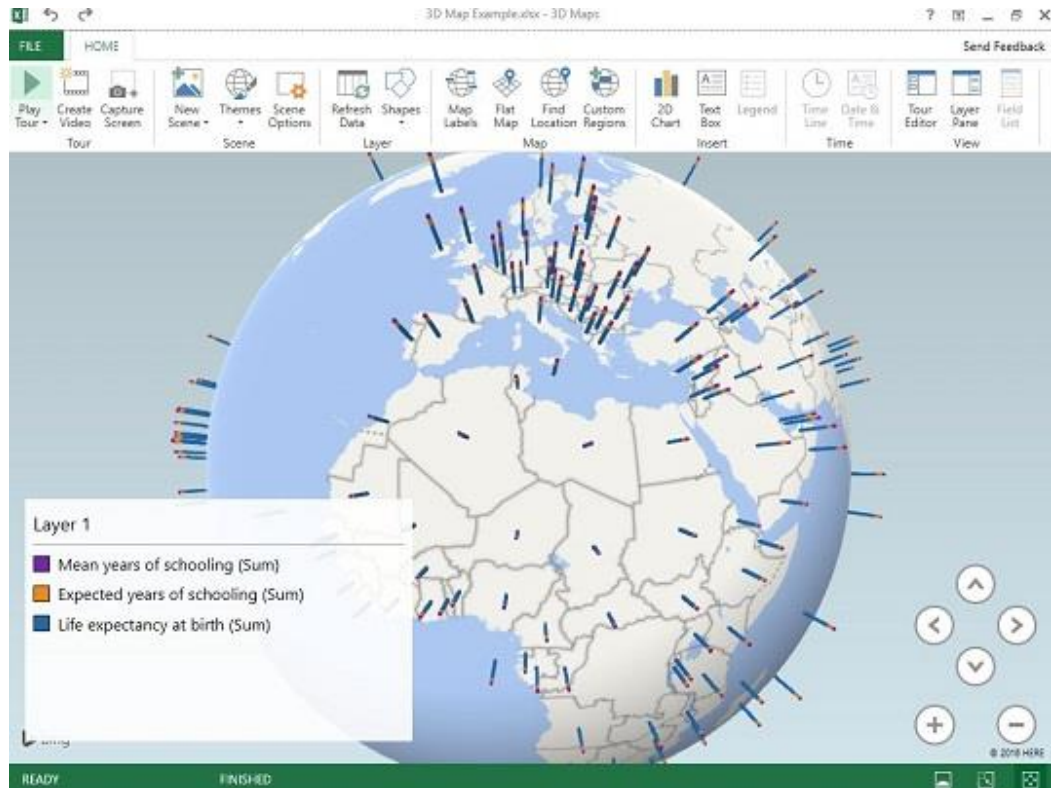 3D Map Example.xlsx - 3D Maps
?
FILE
HOME
Send Feedback
Play Tour
Create Video
Capture Screen
New Scene
Themes
Scene Options
Refresh Data
Shapes
Map Labels
Flat Map
Find Location
Custom Regions
2D Chart
Text Box
Legend
Time Line
Date & Time
Tour Editor
Layer Pane
Field List
Tour
Scene
Layer
Map
Insert
Time
View
Layer 1
Mean years of schooling (Sum)
Expected years of schooling (Sum)
Life expectancy at birth (Sum)
© 2018 HERE
READY
FINISHED